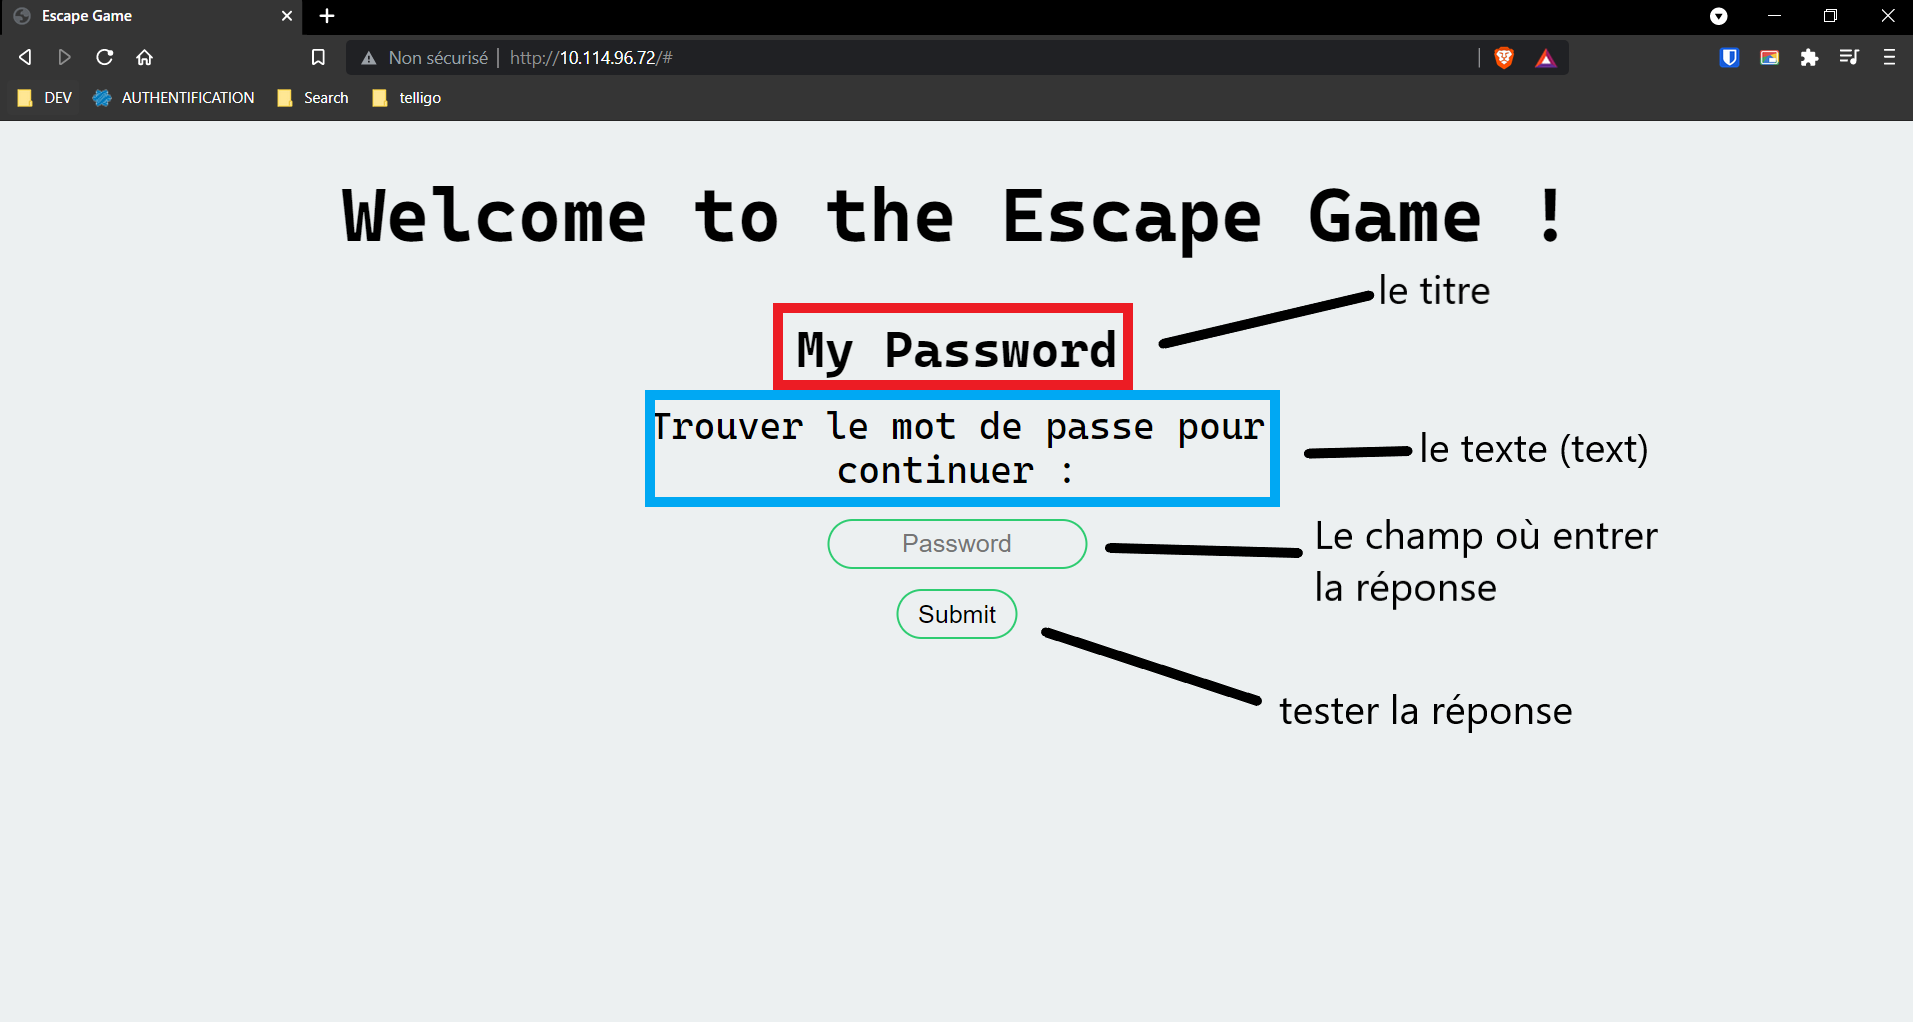 Escape Game
Non sécurisé http://10.114.96.72/#
DEV AUTHENTIFICATION Search telligo
Welcome to the Escape Game !
le titre
My Password
Trouver le mot de passe pour
continuer :
le texte (text)
Password
Le champ où entrer
la réponse
Submit
tester la réponse